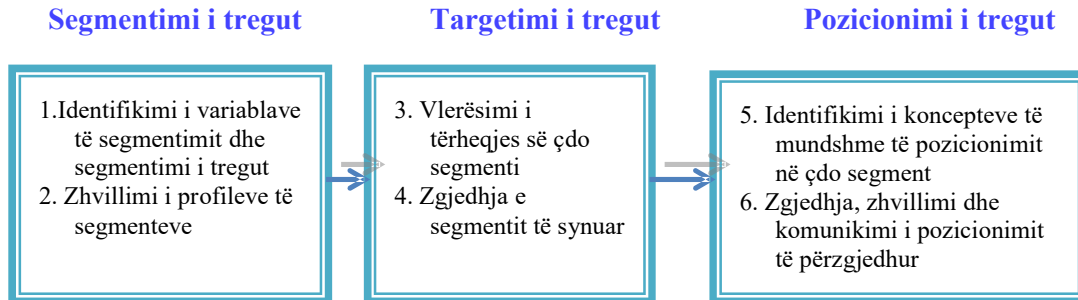 Segmentimi i tregut
Targetimi i tregut
Pozicionimi i tregut
1.Identifikimi i variablave
të segmentimit dhe
segmentimi i tregut
2. Zhvillimi i profileve të
segmenteve
3. Vlerësimi i
tërheqjes së çdo
segmenti
4. Zgjedhja e
segmentit të synuar
5. Identifikimi i koncepteve të
mundshme të pozicionimit
në çdo segment
6. Zgjedhja, zhvillimi dhe
komunikimi i pozicionimit
të përzgjedhur